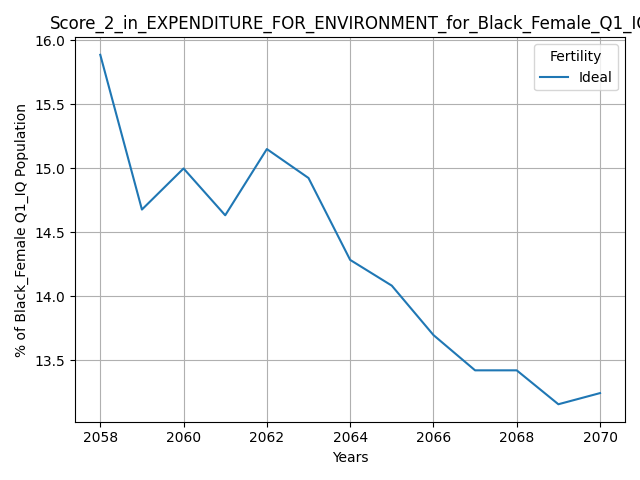 Score_2_in_EXPENDITURE_FOR_ENVIRONMENT_for_Black_Female_Q1_IQ
16.0
15.5
15.0
14.5
14.0
13.5
% of Black_Female Q1_IQ Population
Fertility
Ideal
2058 2060 2062 2064 2066 2068 2070
Years